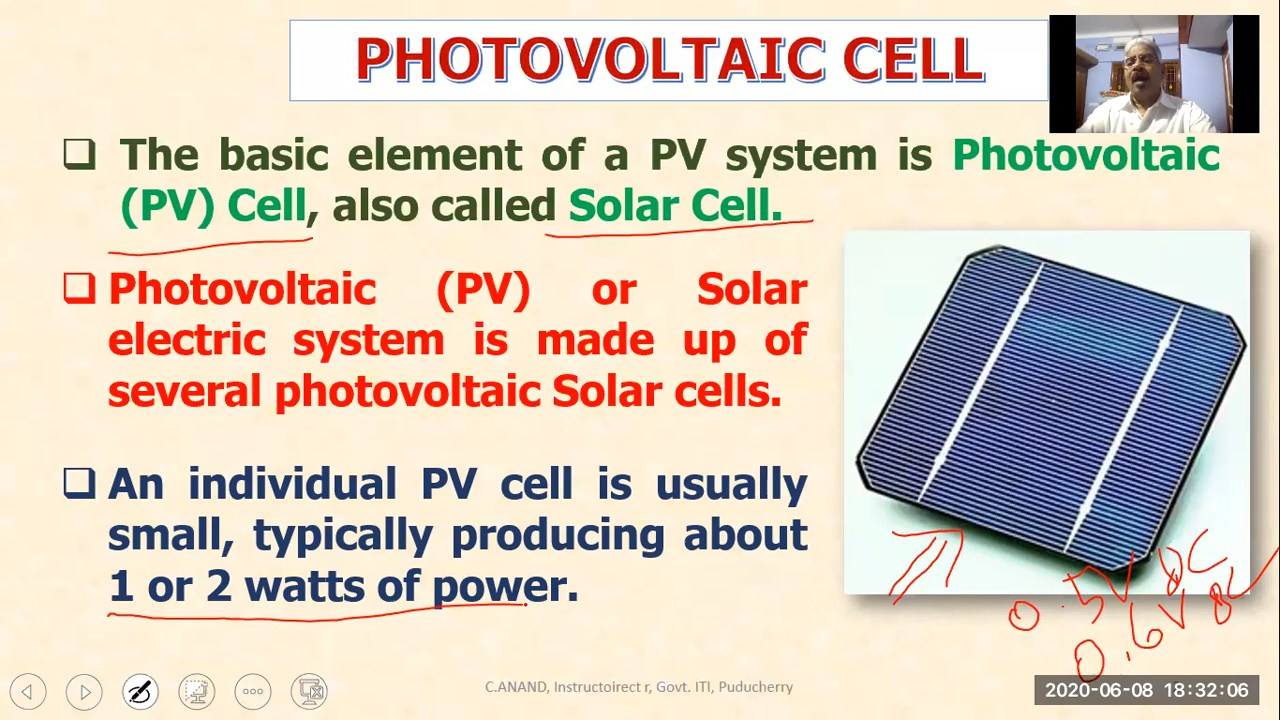 PHOTOVOLTAIC CELL
❑ The basic element of a PV system is Photovoltaic
(PV) Cell, also called Solar Cell.
❑ Photovoltaic (PV) or Solar
electric system is made up of
several photovoltaic Solar cells.
❑ An individual PV cell is usually
small, typically producing about
1 or 2 watts of power.
0.5V DC
0.6V DC
C.ANAND, Instructoirect r, Govt. ITI, Puducherry
2020-06-08 18:32:06